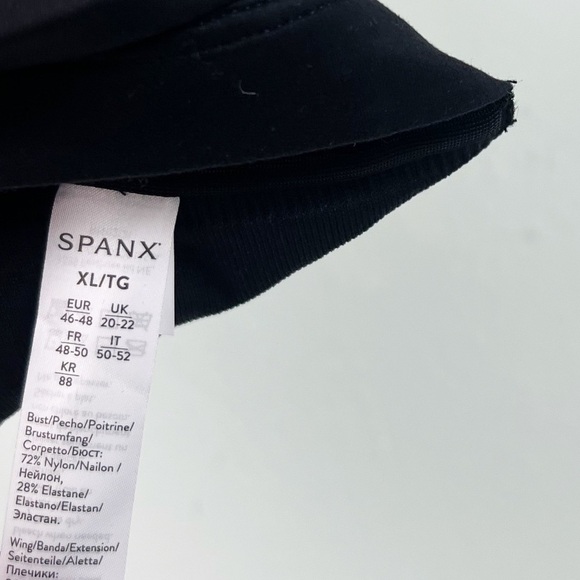 SPANX
XL/TG
EUR UK
46-48 20-22
FR IT
48-50 50-52
KR
88
Bust/Pecho/Poitrine/
Brustumfang/
Corpetto/Бюст:
72% Nylon/Nailon /
Нейлон,
28% Elastane/
Elastano/Elastan/
Эластан.
Wing/Banda/Extension/
Seitenteile/Aletta/
Плечики: